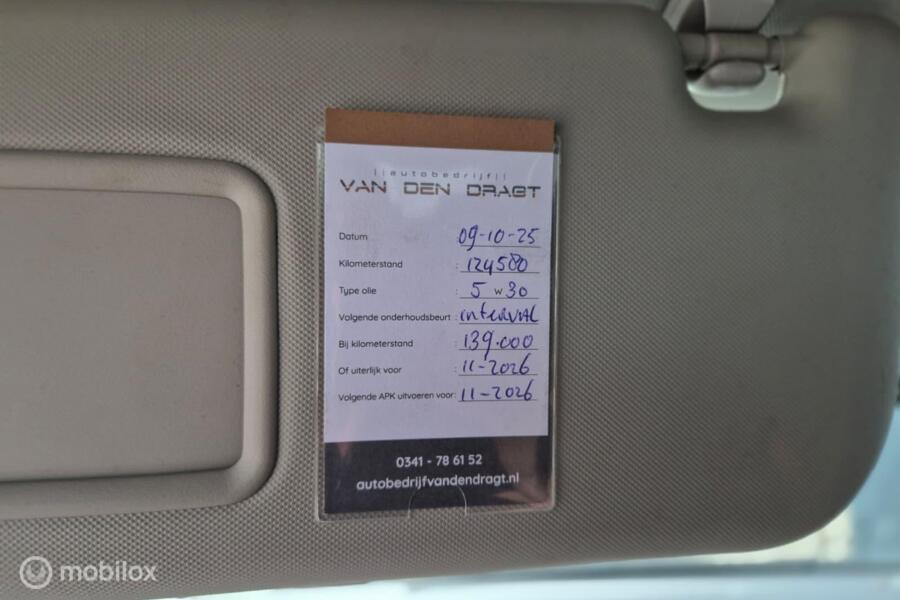 ||autobedrijf||
VAN DEN DRAGT
Datum 09-10-25
Kilometerstand : 124580
Type olie : 5 w 30
Volgende onderhoudsbeurt : interval
Bij kilometerstand : 139.000
Of uiterlijk voor : 11-2026
Volgende APK uitvoeren voor: 11-2026
0341 - 78 61 52
autobedrijfvandendragt.nl
mobilox